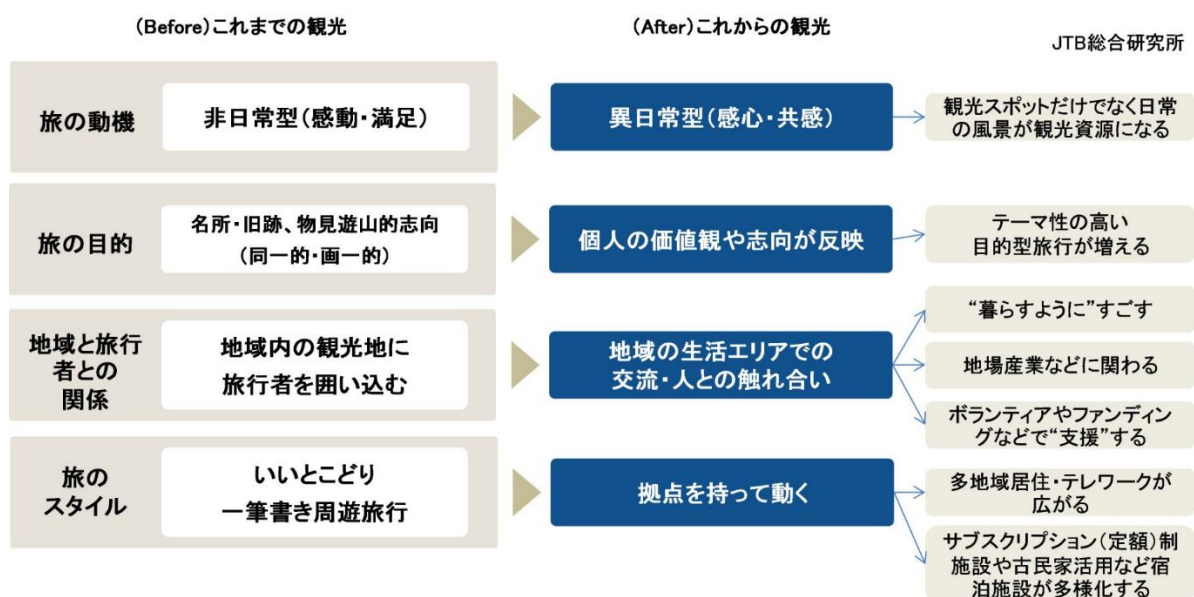 (Before)これまでの観光
(After)これからの観光
JTB総合研究所
旅の動機
非日常型(感動・満足)
異日常型(感心・共感)
観光スポットだけでなく日常
の風景が観光資源になる
旅の目的
名所・旧跡、物見遊山的志向
(同一的・画一的)
個人の価値観や志向が反映
テーマ性の高い
目的型旅行が増える
地域と旅行
者との
関係
地域内の観光地に
旅行者を囲い込む
地域の生活エリアでの
交流・人との触れ合い
“暮らすように”すごす
地場産業などに関わる
ボランティアやファンディン
グなどで“支援”する
旅の
スタイル
いいとこどり
一筆書き周遊旅行
拠点を持って動く
多地域居住・テレワークが
広がる
サブスクリプション(定額)制
施設や古民家活用など宿
泊施設が多様化する